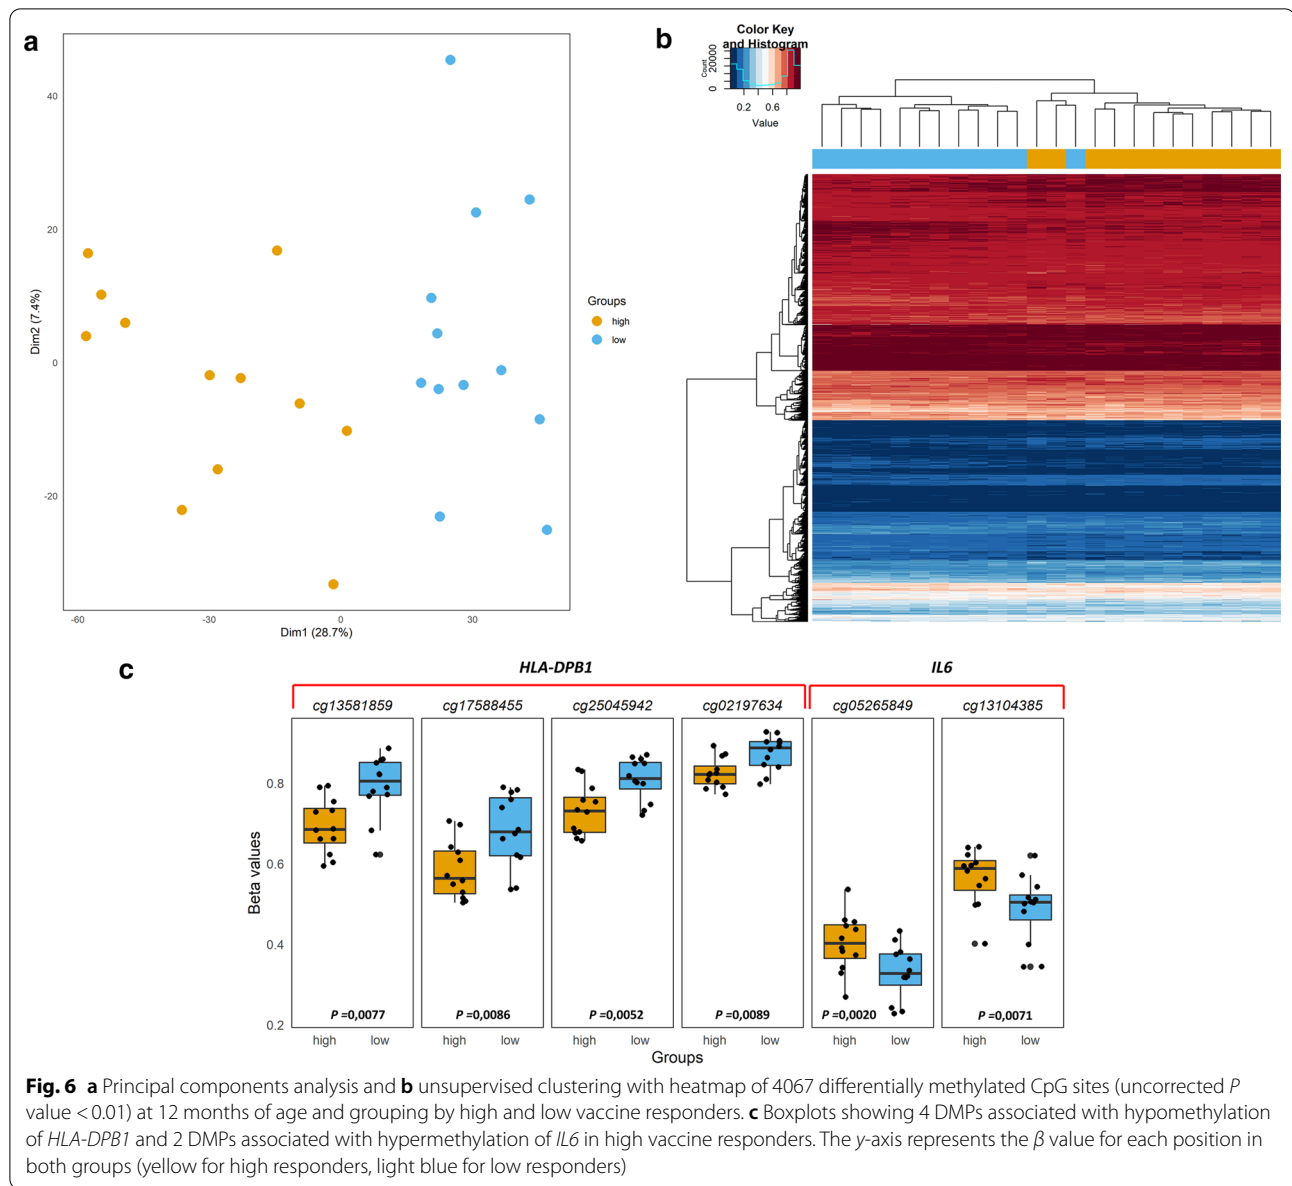 a
40
20
0
-20
Dim2 (7.4%)
-60
-30
0
30
Dim1 (28.7%)
Groups
high
low
b
Color Key
and Histogram
Count
0
20000
0.2
0.6
Value
c
HLA-DPB1
IL6
cg13581859
cg17588455
cg25045942
cg02197634
cg05265849
cg13104385
Beta values
0.8
0.6
0.4
0.2
P =0,0077
P =0,0086
P =0,0052
P =0,0089
P =0,0020
P =0,0071
high
low
high
low
high
low
high
low
high
low
high
low
Groups
Fig. 6 a Principal components analysis and b unsupervised clustering with heatmap of 4067 differentially methylated CpG sites (uncorrected P
value < 0.01) at 12 months of age and grouping by high and low vaccine responders. c Boxplots showing 4 DMPs associated with hypomethylation
of HLA-DPB1 and 2 DMPs associated with hypermethylation of IL6 in high vaccine responders. The y-axis represents the β value for each position in
both groups (yellow for high responders, light blue for low responders)